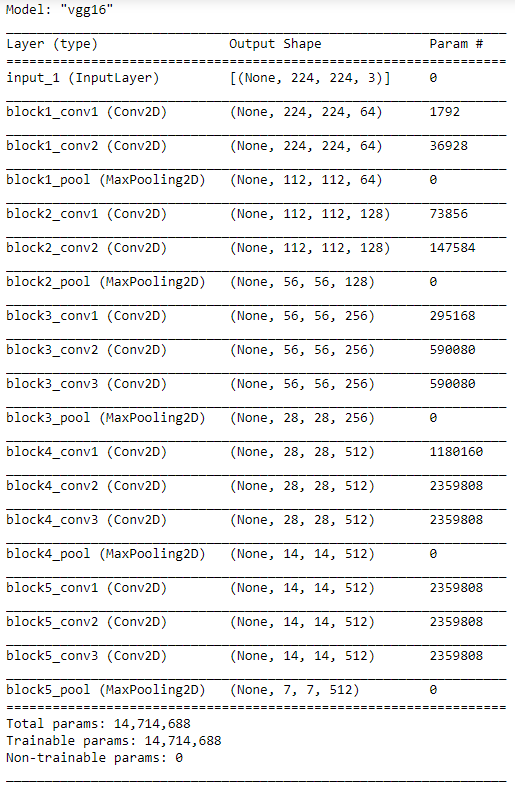 Model: "vgg16"
Layer (type) Output Shape Param #
input_1 (InputLayer) [(None, 224, 224, 3)] 0
block1_conv1 (Conv2D) (None, 224, 224, 64) 1792
block1_conv2 (Conv2D) (None, 224, 224, 64) 36928
block1_pool (MaxPooling2D) (None, 112, 112, 64) 0
block2_conv1 (Conv2D) (None, 112, 112, 128) 73856
block2_conv2 (Conv2D) (None, 112, 112, 128) 147584
block2_pool (MaxPooling2D) (None, 56, 56, 128) 0
block3_conv1 (Conv2D) (None, 56, 56, 256) 295168
block3_conv2 (Conv2D) (None, 56, 56, 256) 590080
block3_conv3 (Conv2D) (None, 56, 56, 256) 590080
block3_pool (MaxPooling2D) (None, 28, 28, 256) 0
block4_conv1 (Conv2D) (None, 28, 28, 512) 1180160
block4_conv2 (Conv2D) (None, 28, 28, 512) 2359808
block4_conv3 (Conv2D) (None, 28, 28, 512) 2359808
block4_pool (MaxPooling2D) (None, 14, 14, 512) 0
block5_conv1 (Conv2D) (None, 14, 14, 512) 2359808
block5_conv2 (Conv2D) (None, 14, 14, 512) 2359808
block5_conv3 (Conv2D) (None, 14, 14, 512) 2359808
block5_pool (MaxPooling2D) (None, 7, 7, 512) 0
Total params: 14,714,688
Trainable params: 14,714,688
Non-trainable params: 0